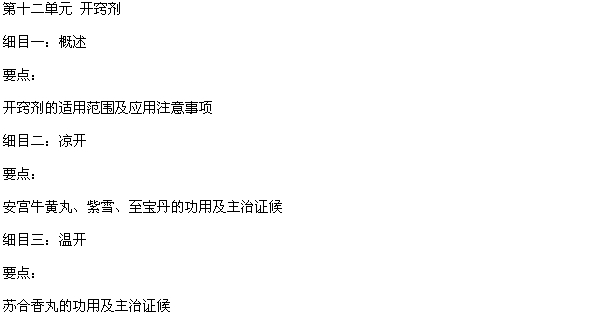 第十二单元 开窍剂
细目一：概述
要点：
开窍剂的适用范围及应用注意事项
细目二：凉开
要点：
安宫牛黄丸、紫雪、至宝丹的功用及主治证候
细目三：温开
要点：
苏合香丸的功用及主治证候